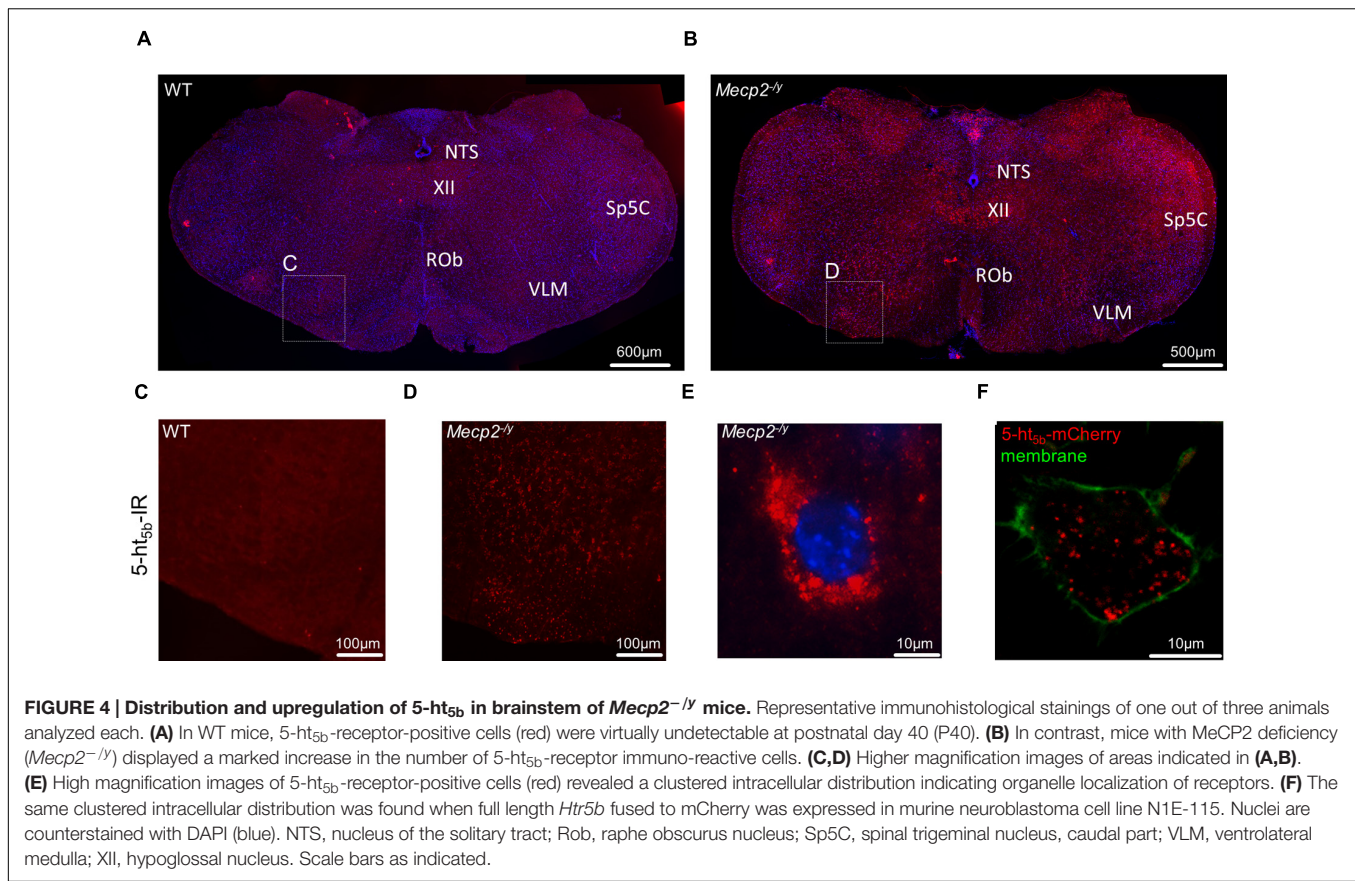 A
B
WT
NTS
XII
Sp5C
ROb
C
VLM
600µm
Mecp2-/y
NTS
XII
Sp5C
ROb
D
VLM
500µm
C
D
E
F
5-ht5b-IR
WT
100µm
Mecp2-/y
100µm
Mecp2-/y
10µm
5-ht5b-mCherry
membrane
10µm
FIGURE 4 | Distribution and upregulation of 5-ht5b in brainstem of Mecp2−/y mice. Representative immunohistological stainings of one out of three animals
analyzed each. (A) In WT mice, 5-ht5b-receptor-positive cells (red) were virtually undetectable at postnatal day 40 (P40). (B) In contrast, mice with MeCP2 deficiency
(Mecp2−/y) displayed a marked increase in the number of 5-ht5b-receptor immuno-reactive cells. (C,D) Higher magnification images of areas indicated in (A,B).
(E) High magnification images of 5-ht5b-receptor-positive cells (red) revealed a clustered intracellular distribution indicating organelle localization of receptors. (F) The
same clustered intracellular distribution was found when full length Htr5b fused to mCherry was expressed in murine neuroblastoma cell line N1E-115. Nuclei are
counterstained with DAPI (blue). NTS, nucleus of the solitary tract; Rob, raphe obscurus nucleus; Sp5C, spinal trigeminal nucleus, caudal part; VLM, ventrolateral
medulla; XII, hypoglossal nucleus. Scale bars as indicated.